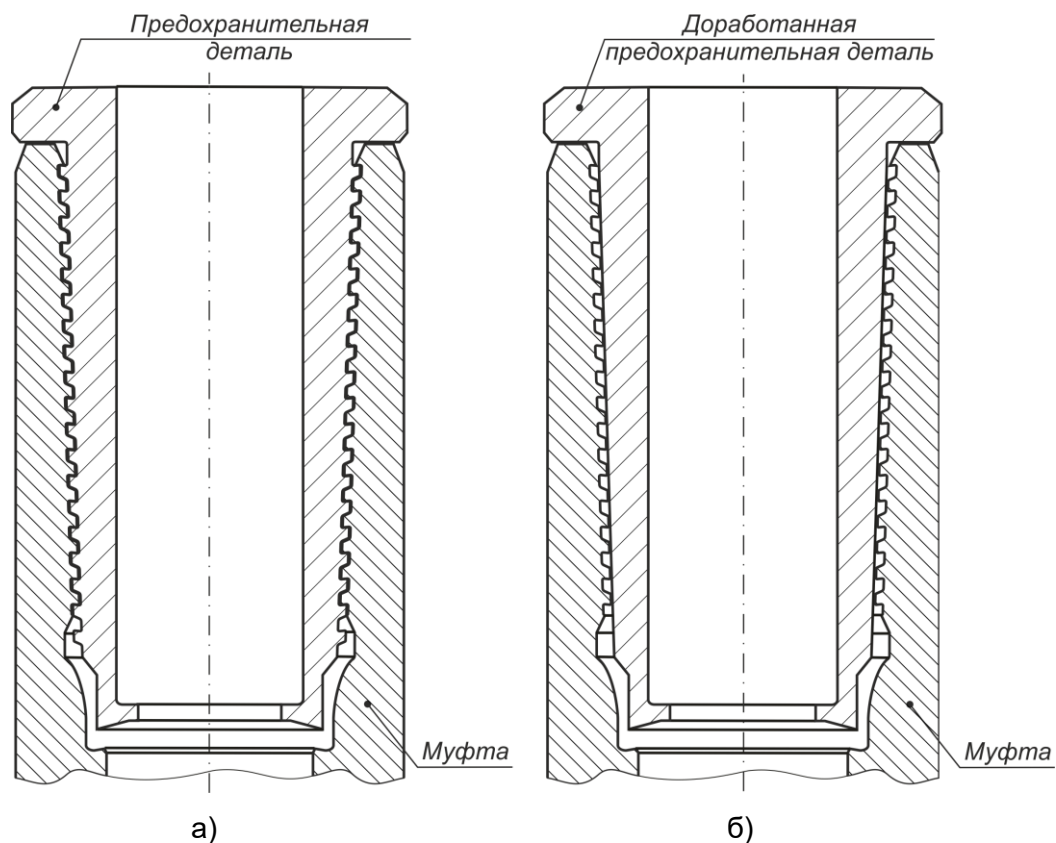 Предохранительная
деталь
Доработанная
предохранительная деталь
Муфта
Муфта
а)
б)